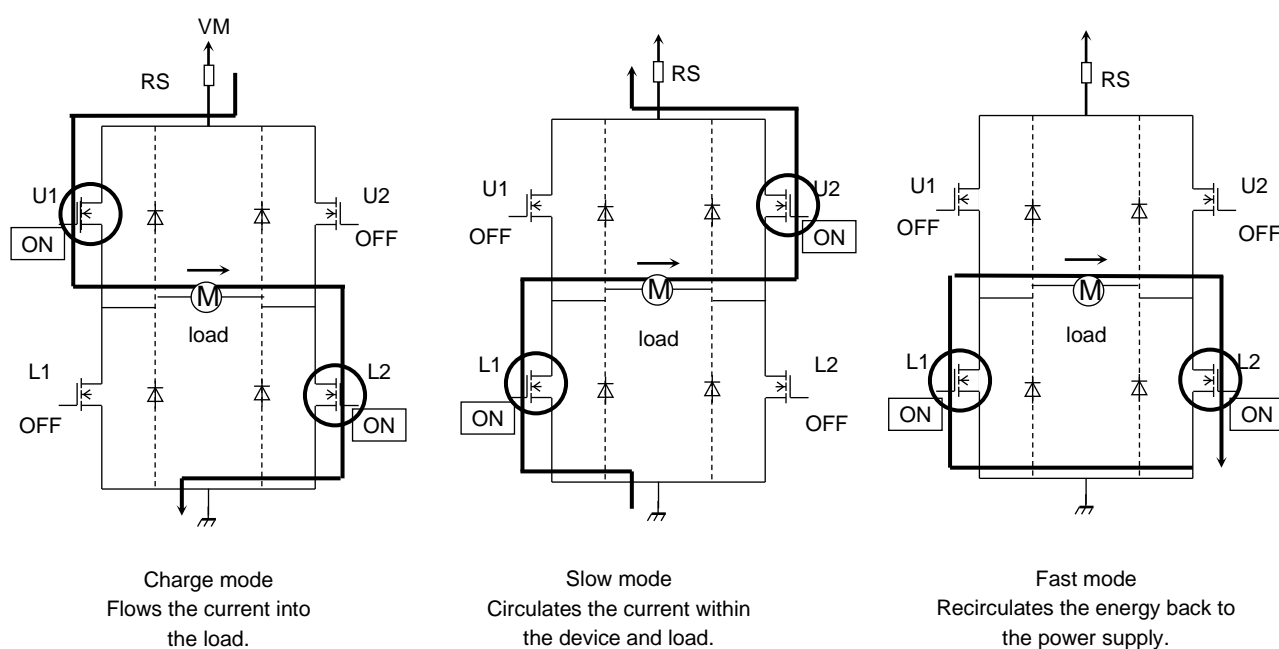 VM
RS
U1
U2
ON
OFF
M
load
L1
L2
OFF
ON
Charge mode
Flows the current into
the load.
RS
U1
U2
OFF
ON
M
load
L1
L2
ON
OFF
Slow mode
Circulates the current within
the device and load.
RS
U1
U2
OFF
OFF
M
load
L1
L2
ON
ON
Fast mode
Recirculates the energy back to
the power supply.